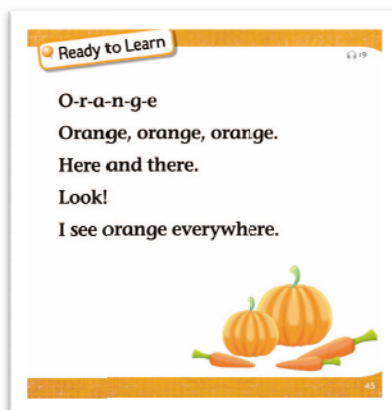 Ready to Learn
19
O-r-a-n-g-e
Orange, orange, orange.
Here and there.
Look!
I see orange everywhere.
45